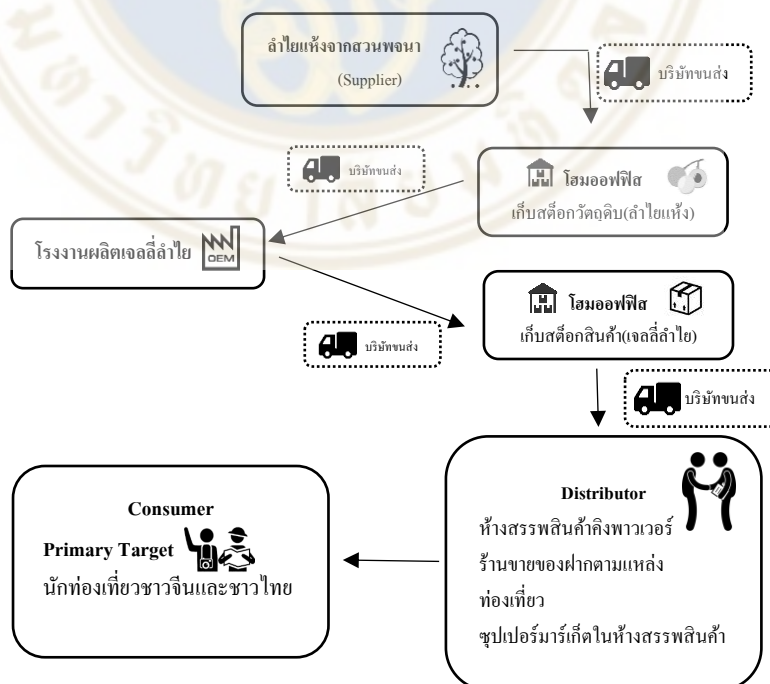 ลำไยแห้งจากสวนพจนา
(Supplier)
บริษัทขนส่ง
บริษัทขนส่ง
โฮมออฟฟิส
เก็บสต็อกวัตถุดิบ(ลำไยแห้ง)
โรงงานผลิตเจลลี่ลำไย
OEM
โฮมออฟฟิส
เก็บสต็อกสินค้า(เจลลี่ลำไย)
บริษัทขนส่ง
บริษัทขนส่ง
Distributor
ห้างสรรพสินค้าคิงพาวเวอร์
ร้านขายของฝากตามแหล่ง
ท่องเที่ยว
ซุปเปอร์มาร์เก็ตในห้างสรรพสินค้า
Consumer
Primary Target
นักท่องเที่ยวชาวจีนและชาวไทย